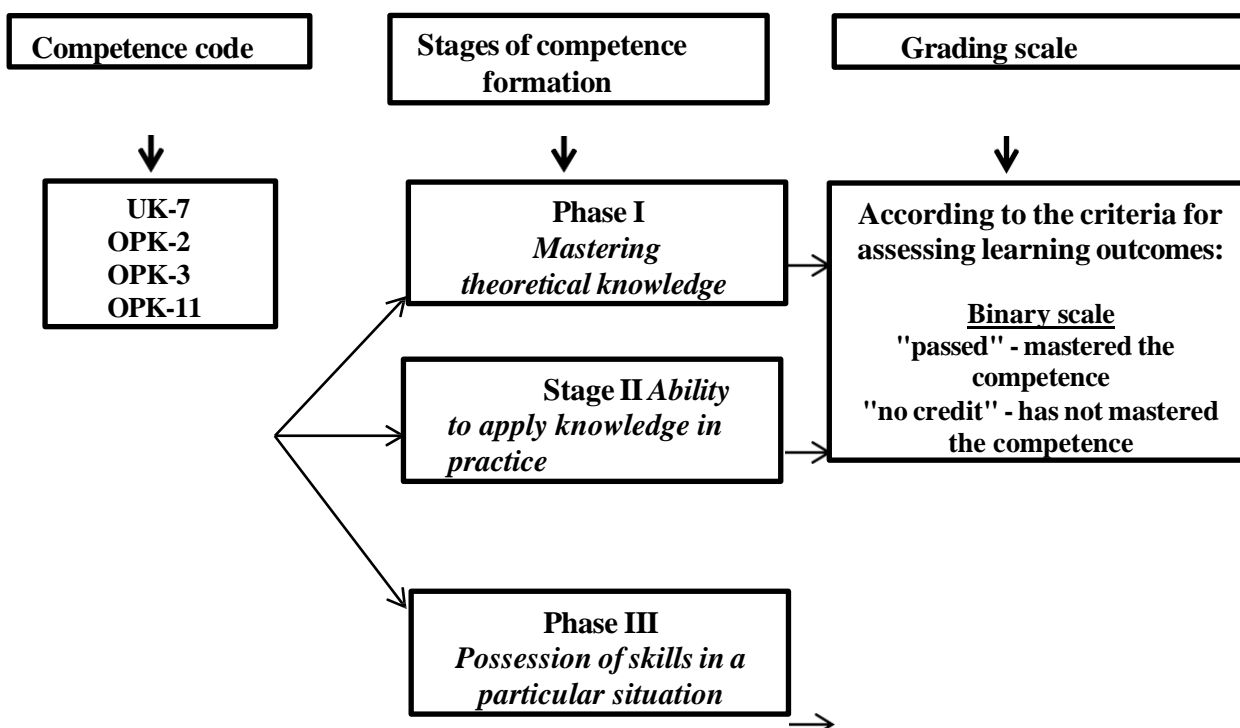 Competence code
Stages of competence
formation
Grading scale
UK-7
OPK-2
OPK-3
OPK-11
Phase I
Mastering
theoretical knowledge
Stage II Ability
to apply knowledge in
practice
Phase III
Possession of skills in a
particular situation
According to the criteria for
assessing learning outcomes:
Binary scale
"passed" - mastered the
competence
"no credit" - has not mastered
the competence